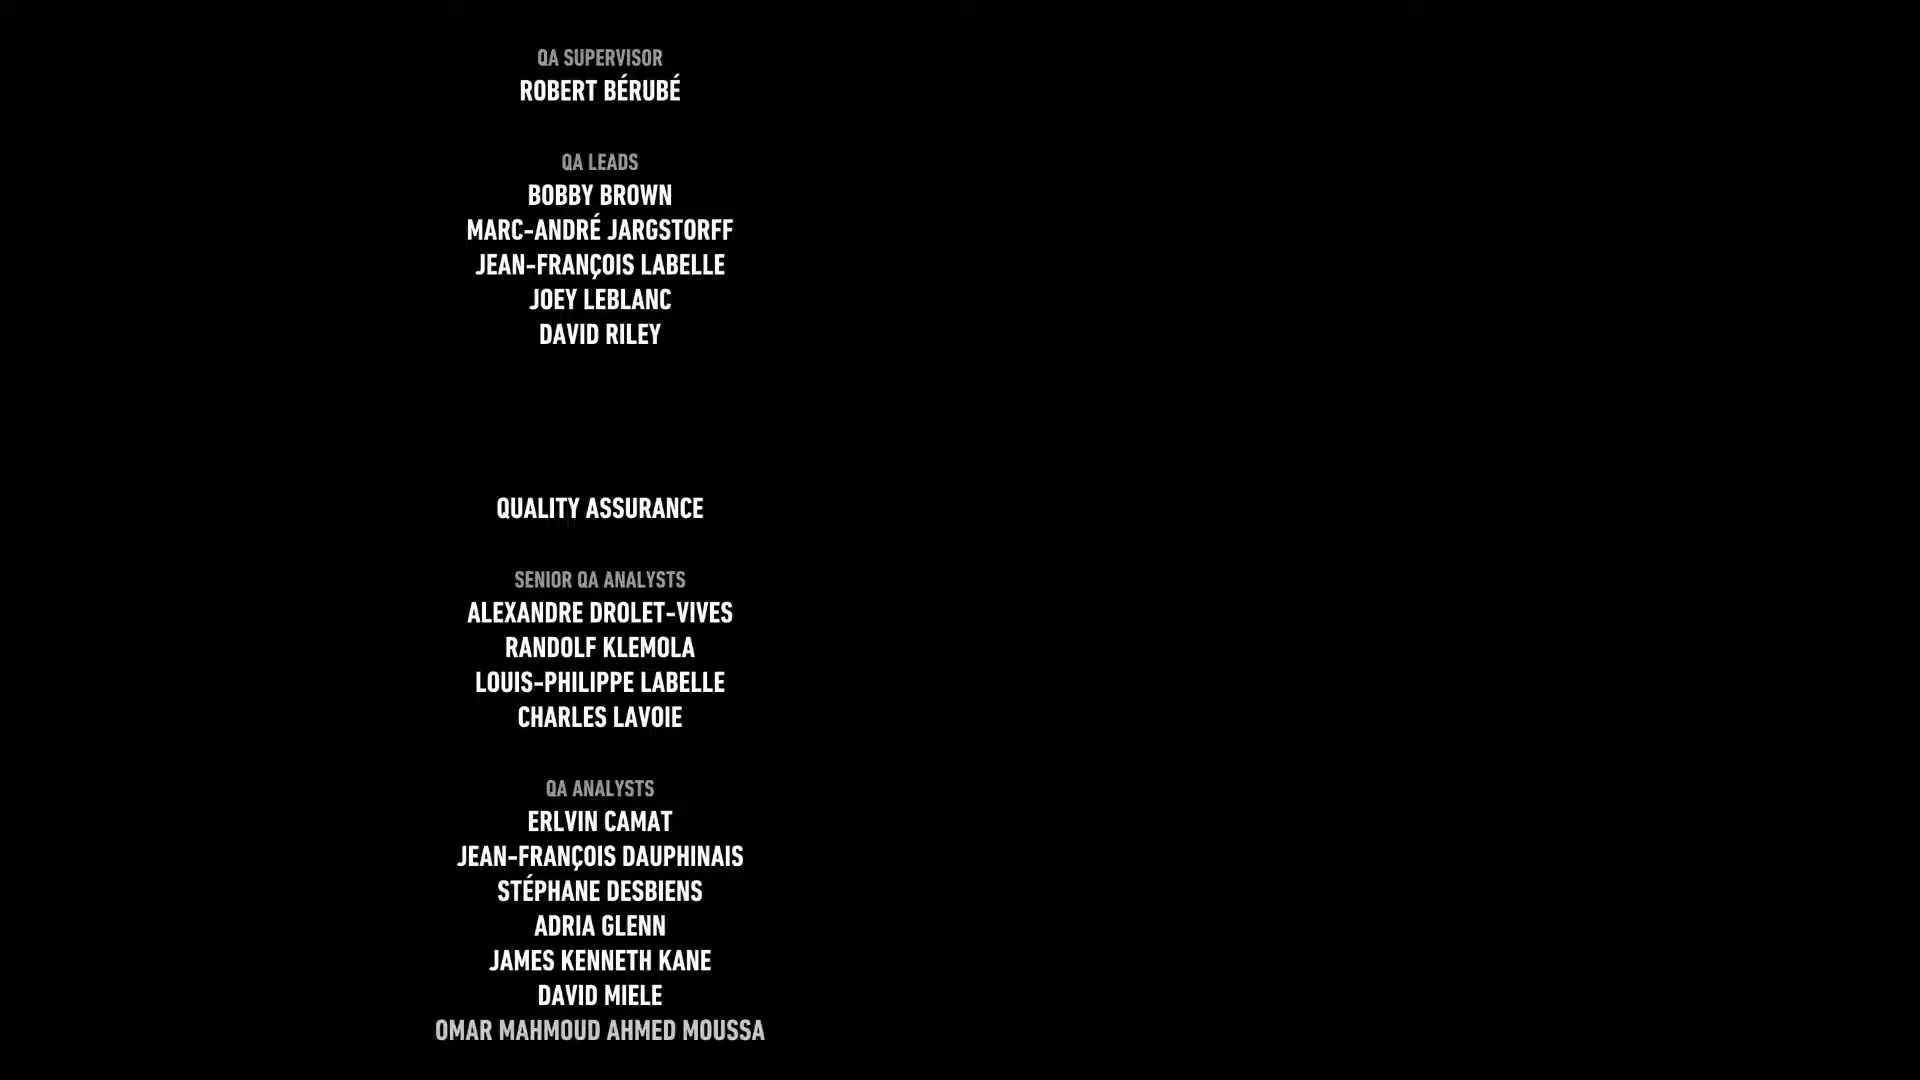 QA SUPERVISOR
ROBERT BÉRUBÉ
QA LEADS
BOBBY BROWN
MARC-ANDRÉ JARGSTORFF
JEAN-FRANÇOIS LABELLE
JOEY LEBLANC
DAVID RILEY
QUALITY ASSURANCE
SENIOR QA ANALYSTS
ALEXANDRE DROLET-VIVES
RANDOLF KLEMOLA
LOUIS-PHILIPPE LABELLE
CHARLES LAVOIE
QA ANALYSTS
ERLVIN CAMAT
JEAN-FRANÇOIS DAUPHINAIS
STÉPHANE DESBIENS
ADRIA GLENN
JAMES KENNETH KANE
DAVID MIELE
OMAR MAHMOUD AHMED MOUSSA